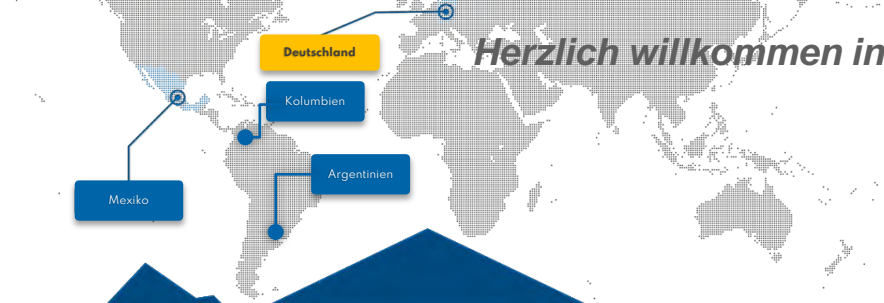 Herzlich willkommen in
Deutschland
Kolumbien
Argentinien
Mexiko